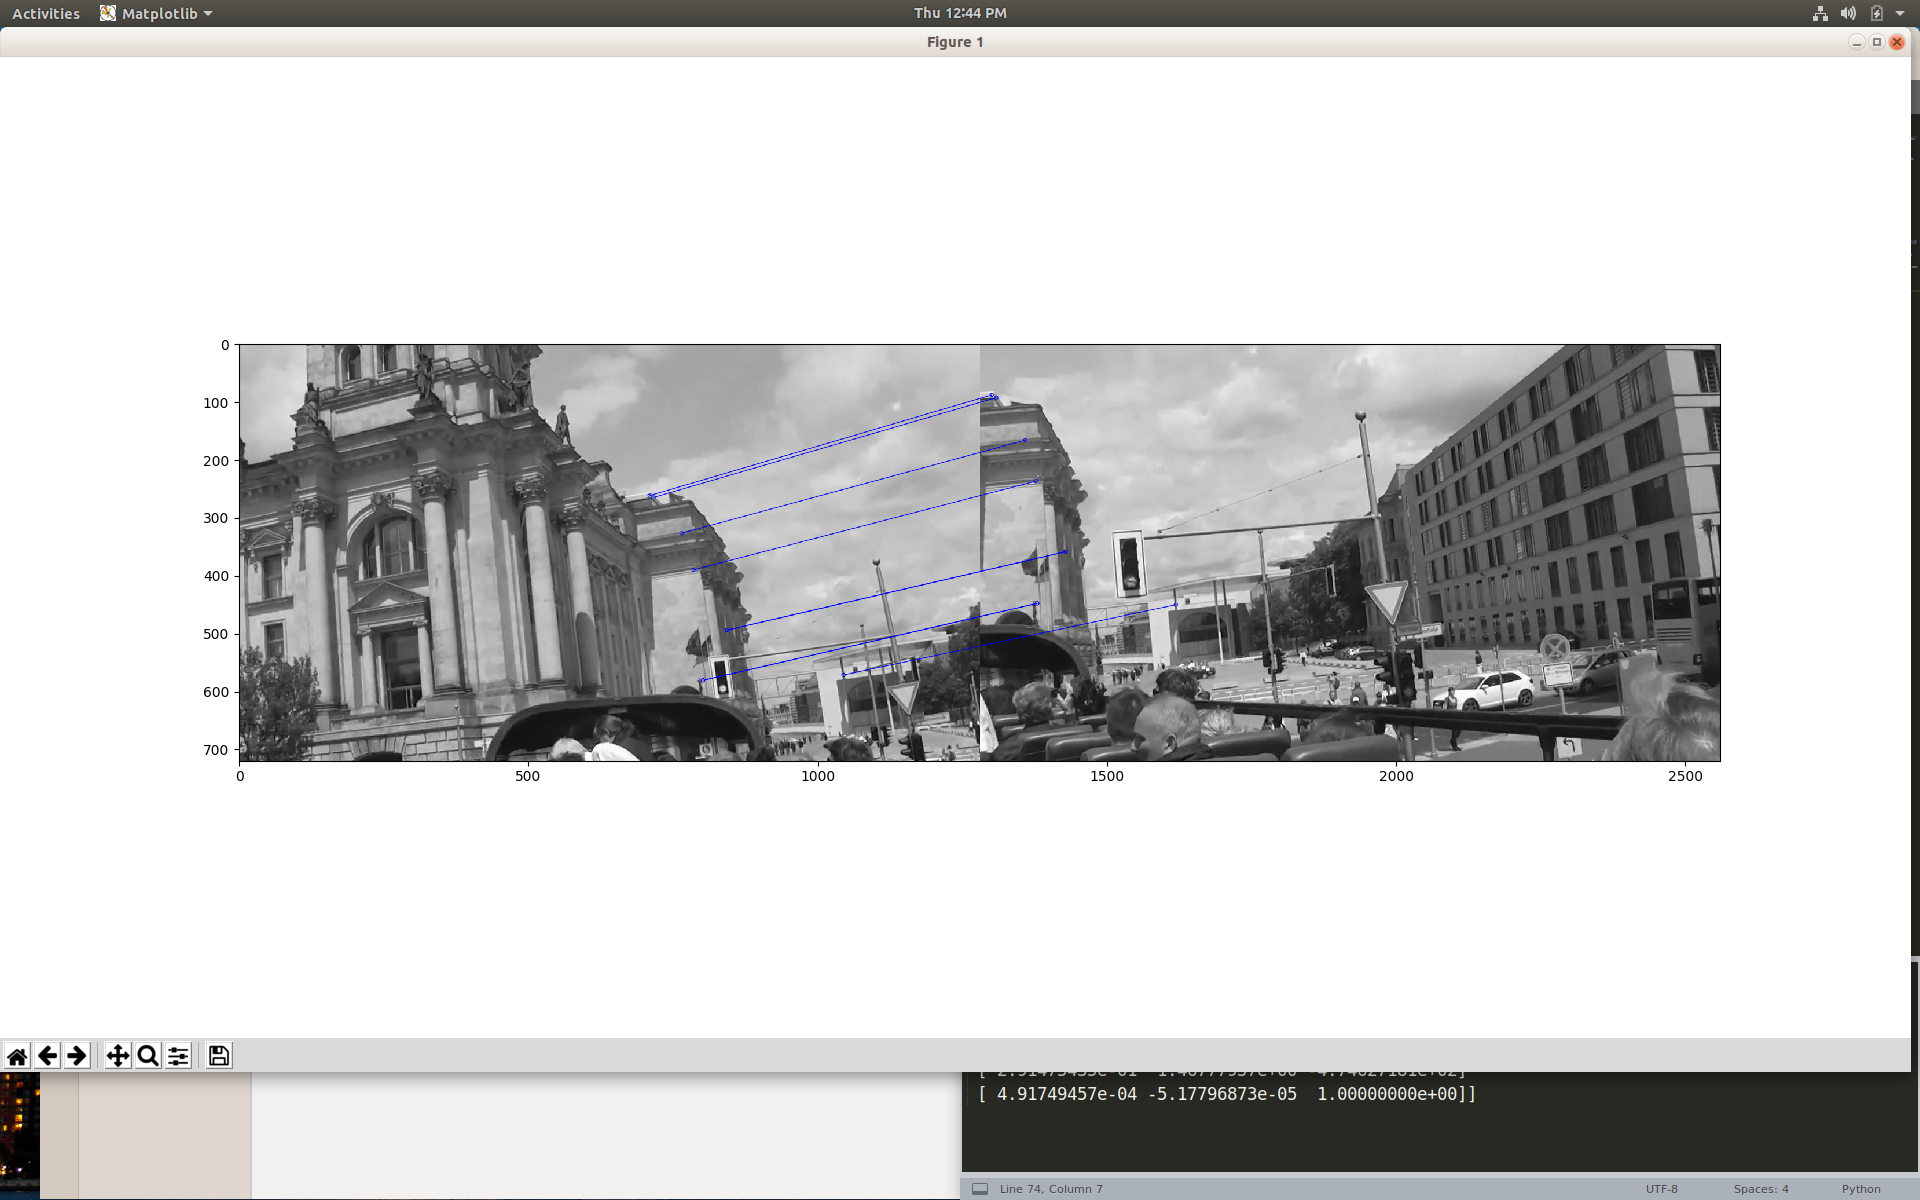 Activities Matplotlib Thu 12:44 PM
Figure 1
0
100
200
300
400
500
600
700
0 500 1000 1500 2000 2500
[ 4.91749457e-04 -5.17796873e-05 1.00000000e+00]]
Line 74, Column 7 UTF-8 Spaces: 4 Python